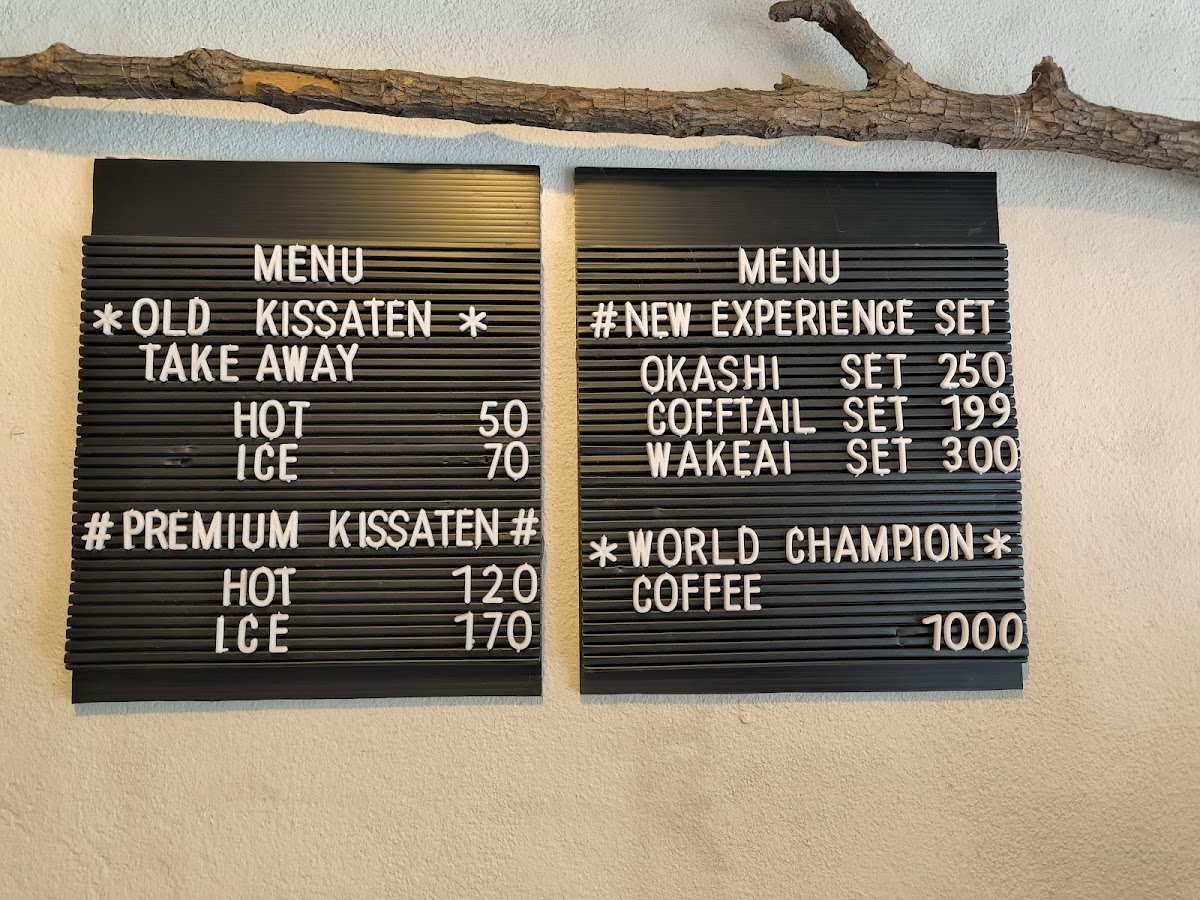 MENU
*OLD KISSATEN *
TAKE AWAY
HOT 50
ICE 70
#PREMIUM KISSATEN#
HOT 120
ICE 170
MENU
#NEW EXPERIENCE SET
OKASHI SET 250
COFFTAIL SET 199
WAKEAI SET 300
*WORLD CHAMPION*
COFFEE
1000